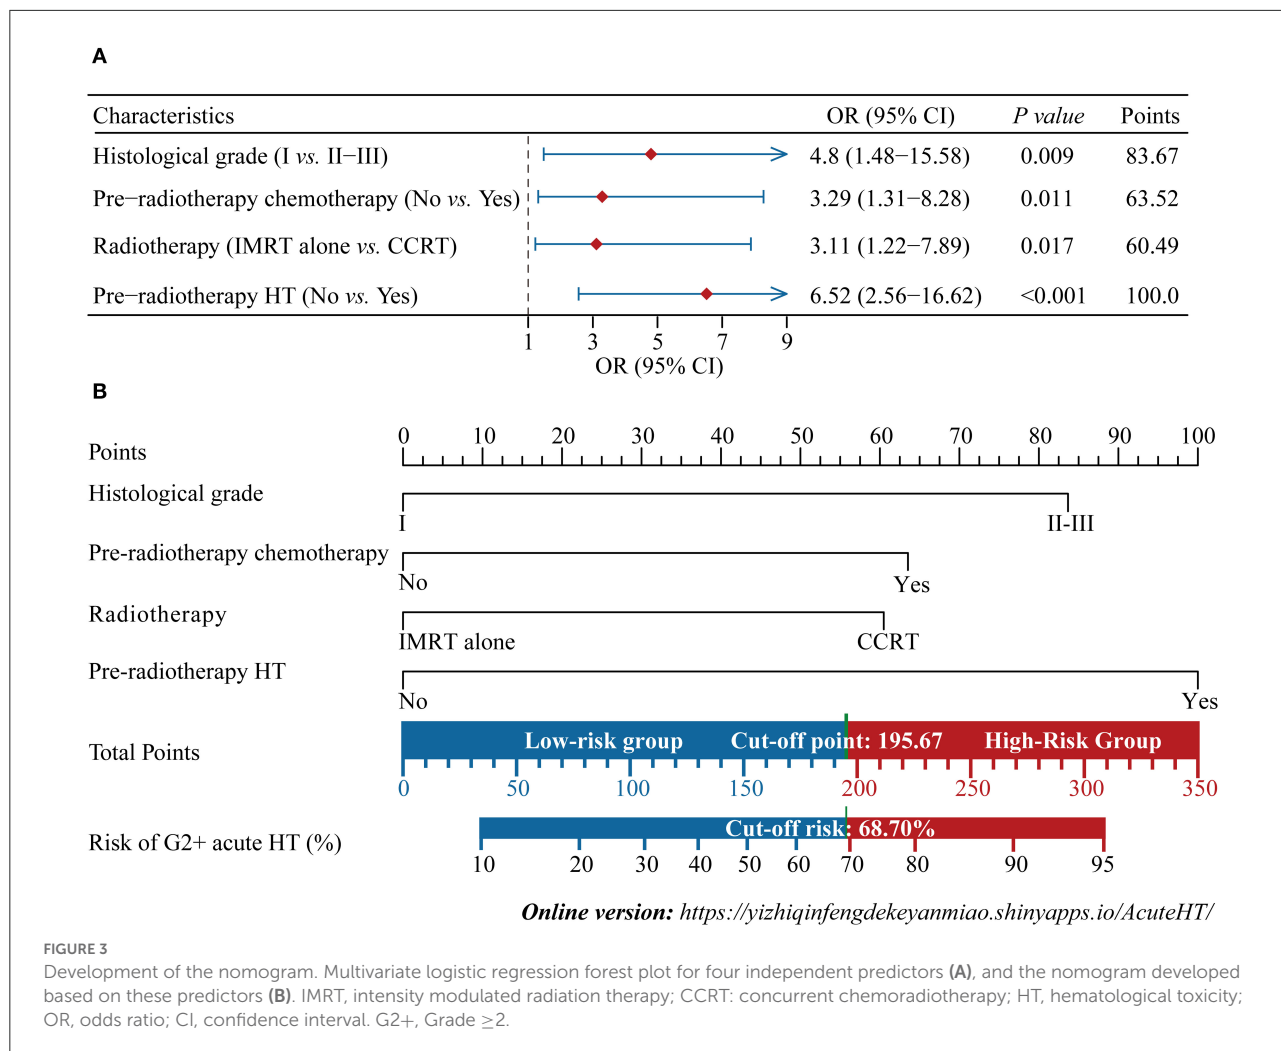 A
Characteristics OR (95% CI) P value Points
Histological grade (I vs. II−III) 4.8 (1.48−15.58) 0.009 83.67
Pre−radiotherapy chemotherapy (No vs. Yes) 3.29 (1.31−8.28) 0.011 63.52
Radiotherapy (IMRT alone vs. CCRT) 3.11 (1.22−7.89) 0.017 60.49
Pre−radiotherapy HT (No vs. Yes) 6.52 (2.56−16.62) <0.001 100.0
1 3 5 7 9
OR (95% CI)
B
Points 0 10 20 30 40 50 60 70 80 90 100
Histological grade
I II-III
Pre-radiotherapy chemotherapy
No Yes
Radiotherapy
IMRT alone CCRT
Pre-radiotherapy HT
No Yes
Total Points Low-risk group Cut-off point: 195.67 High-Risk Group
0 50 100 150 200 250 300 350
Risk of G2+ acute HT (%) Cut-off risk: 68.70%
10 20 30 40 50 60 70 80 90 95
Online version: https://yizhiqinfengdekeyanmiao.shinyapps.io/AcuteHT/
FIGURE 3
Development of the nomogram. Multivariate logistic regression forest plot for four independent predictors (A), and the nomogram developed
based on these predictors (B). IMRT, intensity modulated radiation therapy; CCRT: concurrent chemoradiotherapy; HT, hematological toxicity;
OR, odds ratio; CI, confidence interval. G2+, Grade ≥2.